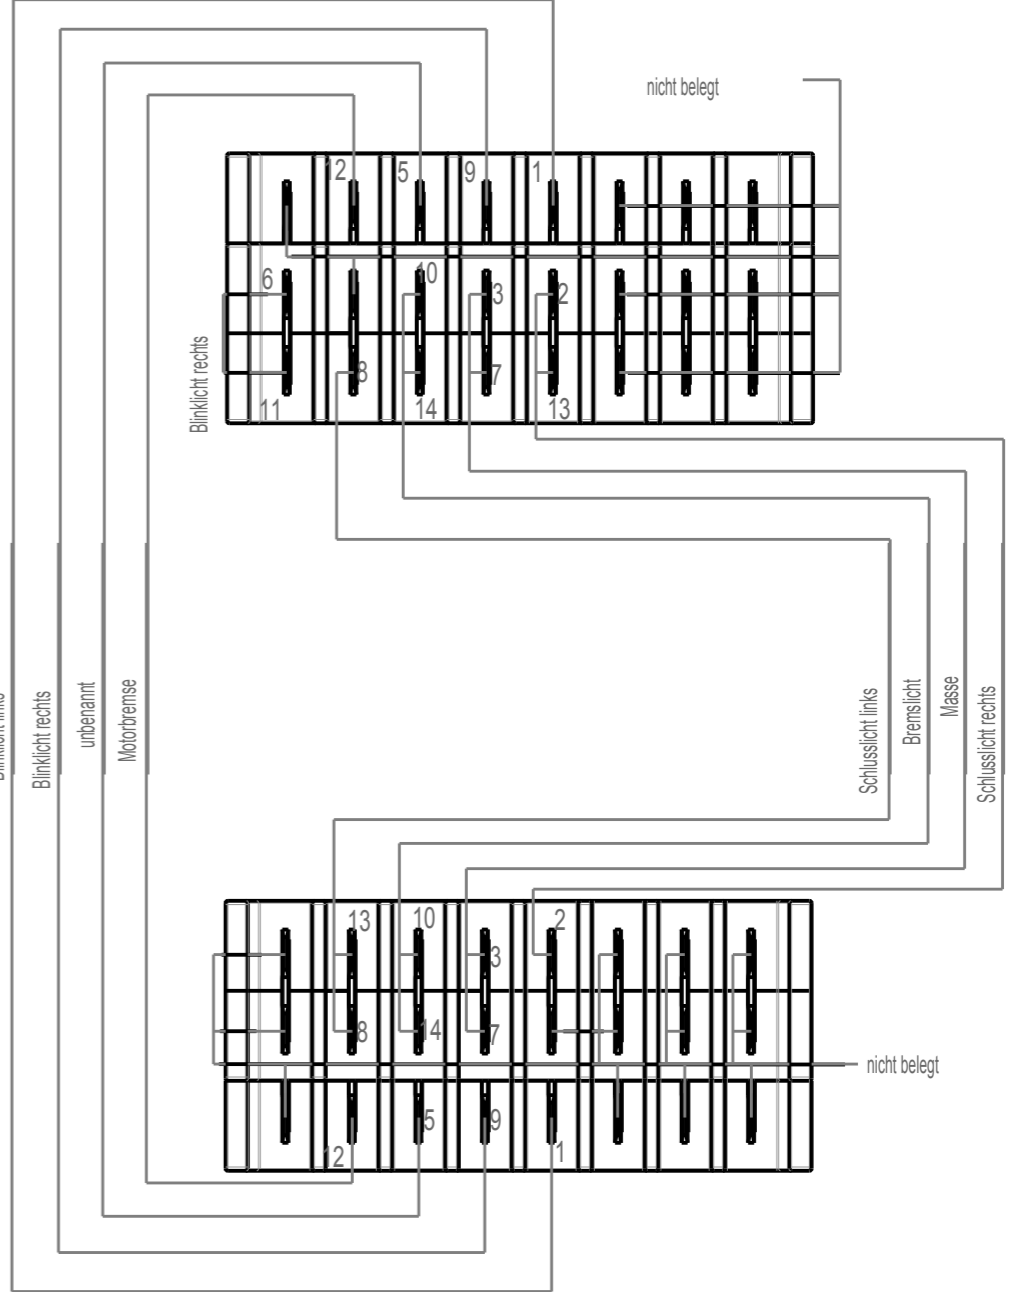 nicht belegt
12
5
9
1
6
10
3
2
8
7
11
14
13
Blinklicht rechts
links
Blinklicht rechts
unbenannt
Motorbremse
Schlusslicht links
Bremslicht
Masse
Schlusslicht rechts
13
10
2
3
8
14
7
nicht belegt
5
9
12
1